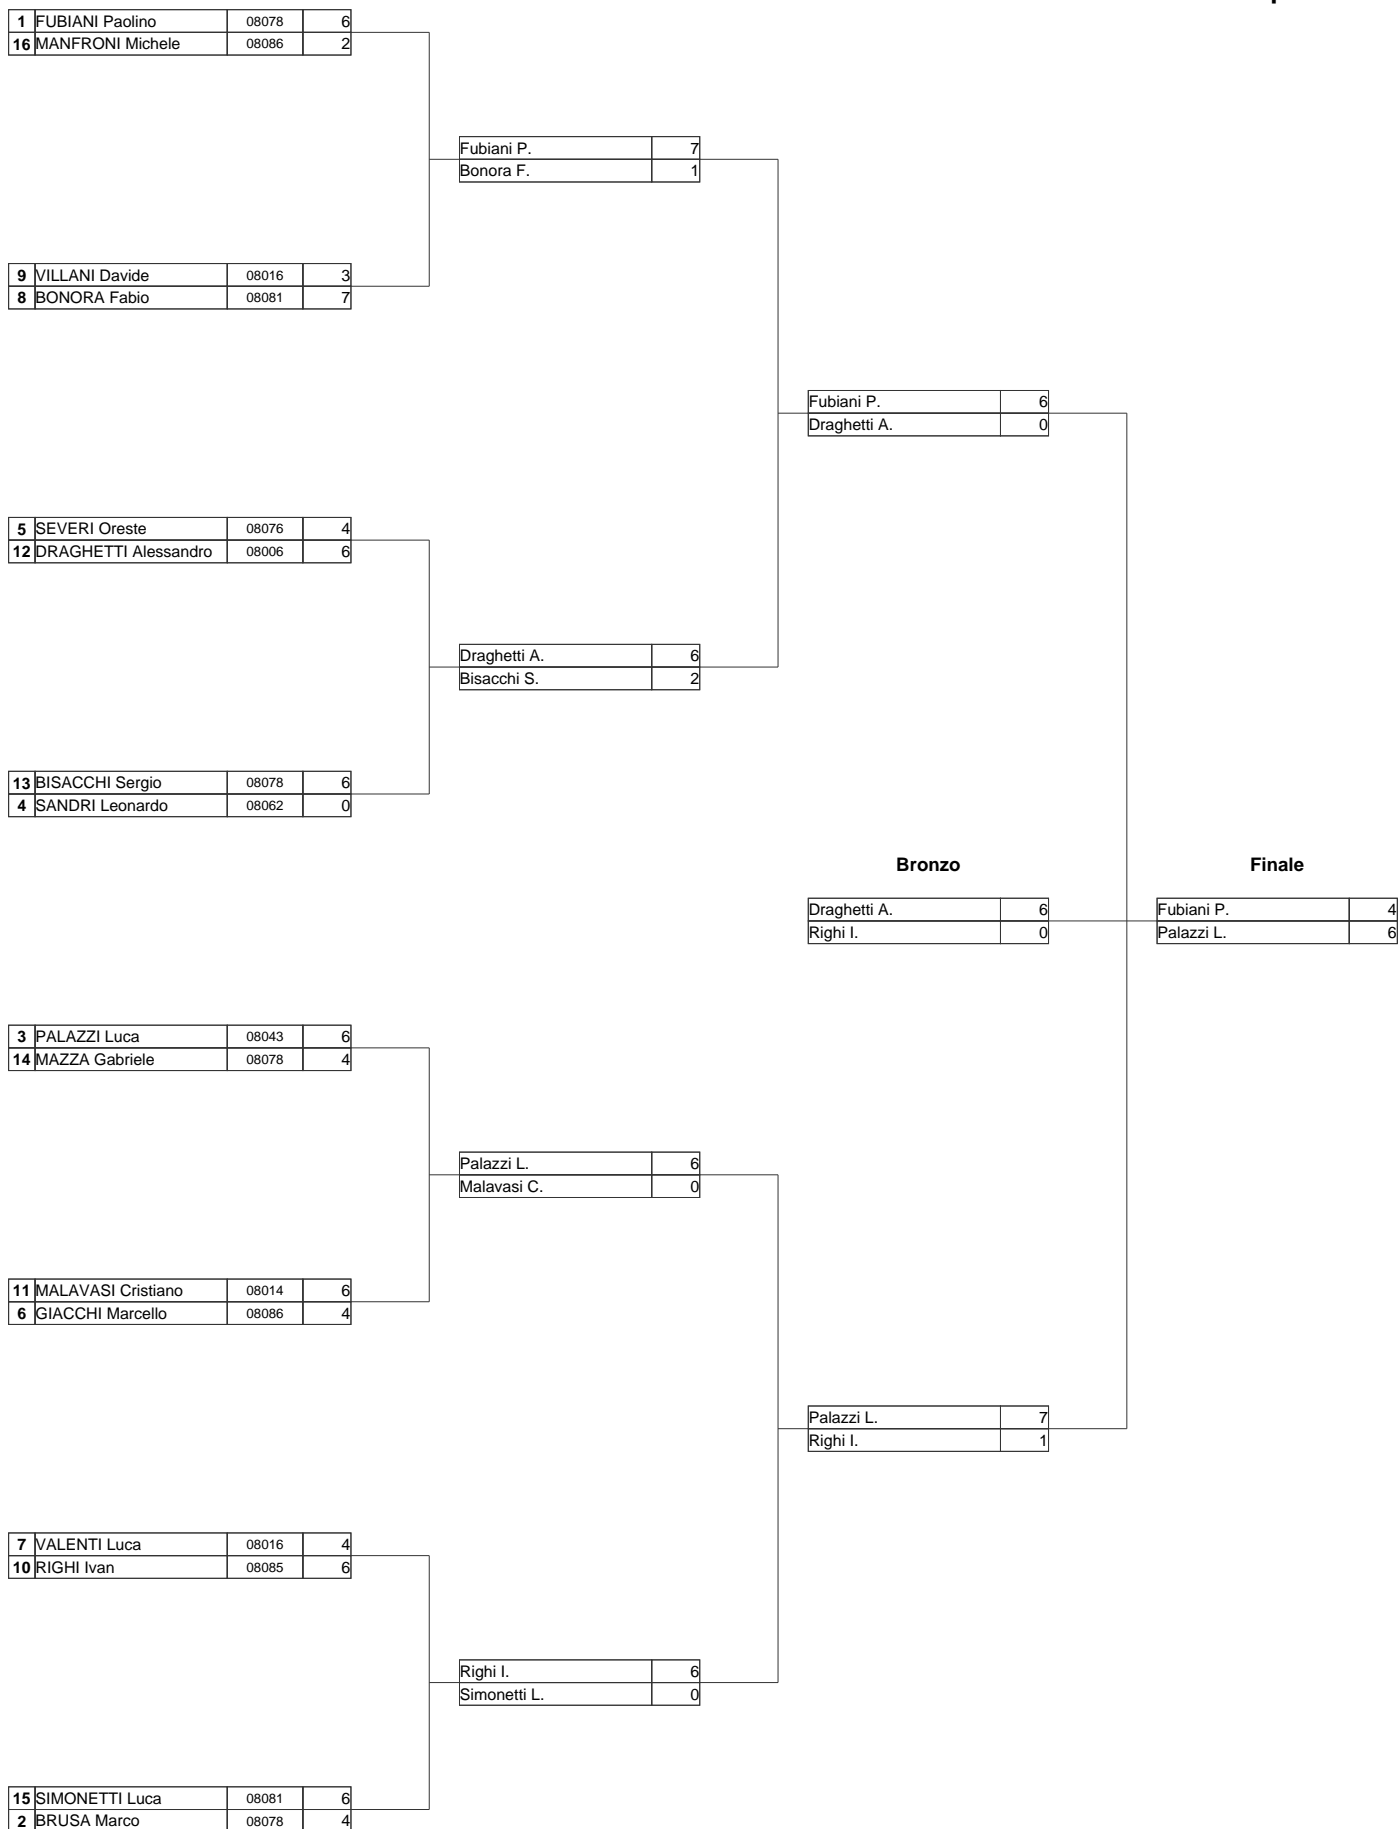 1 FUBIANI Paolino 08078 6
16 MANFRONI Michele 08086 2
Fubiani P. 7
Bonora F. 1
9 VILLANI Davide 08016 3
8 BONORA Fabio 08081 7
Fubiani P. 6
Draghetti A. 0
5 SEVERI Oreste 08076 4
12 DRAGHETTI Alessandro 08006 6
Draghetti A. 6
Bisacchi S. 2
13 BISACCHI Sergio 08078 6
4 SANDRI Leonardo 08062 0
Bronzo Finale
Draghetti A. 6 Fubiani P. 4
Righi I. 0 Palazzi L. 6
3 PALAZZI Luca 08043 6
14 MAZZA Gabriele 08078 4
Palazzi L. 6
Malavasi C. 0
11 MALAVASI Cristiano 08014 6
6 GIACCHI Marcello 08086 4
Palazzi L. 7
Righi I. 1
7 VALENTI Luca 08016 4
10 RIGHI Ivan 08085 6
Righi I. 6
Simonetti L. 0
15 SIMONETTI Luca 08081 6
2 BRUSA Marco 08078 4